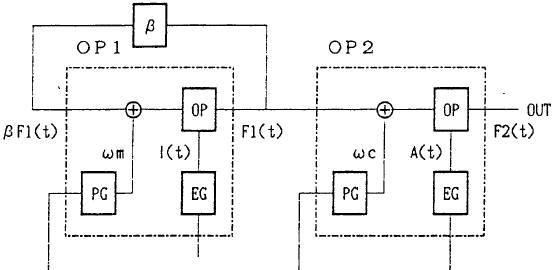 β
OP1
OP2
OP
OP
OUT
βF1(t)
F1(t)
F2(t)
ωm
I(t)
ωc
A(t)
PG
EG
PG
EG